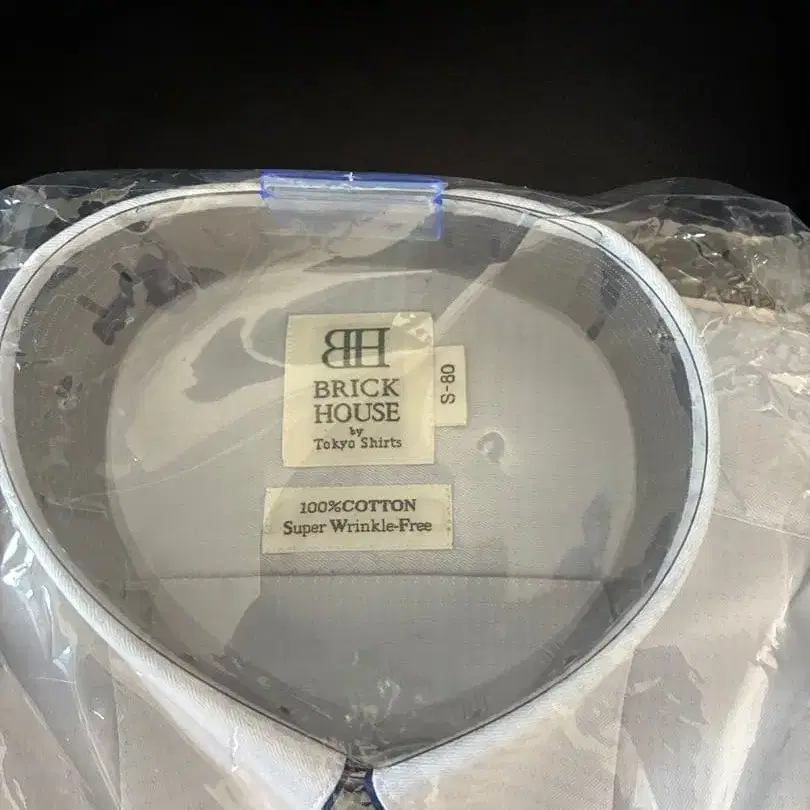 BH
BRICK
HOUSE
by
Tokyo Shirts
S-80
100%COTTON
Super Wrinkle-Free